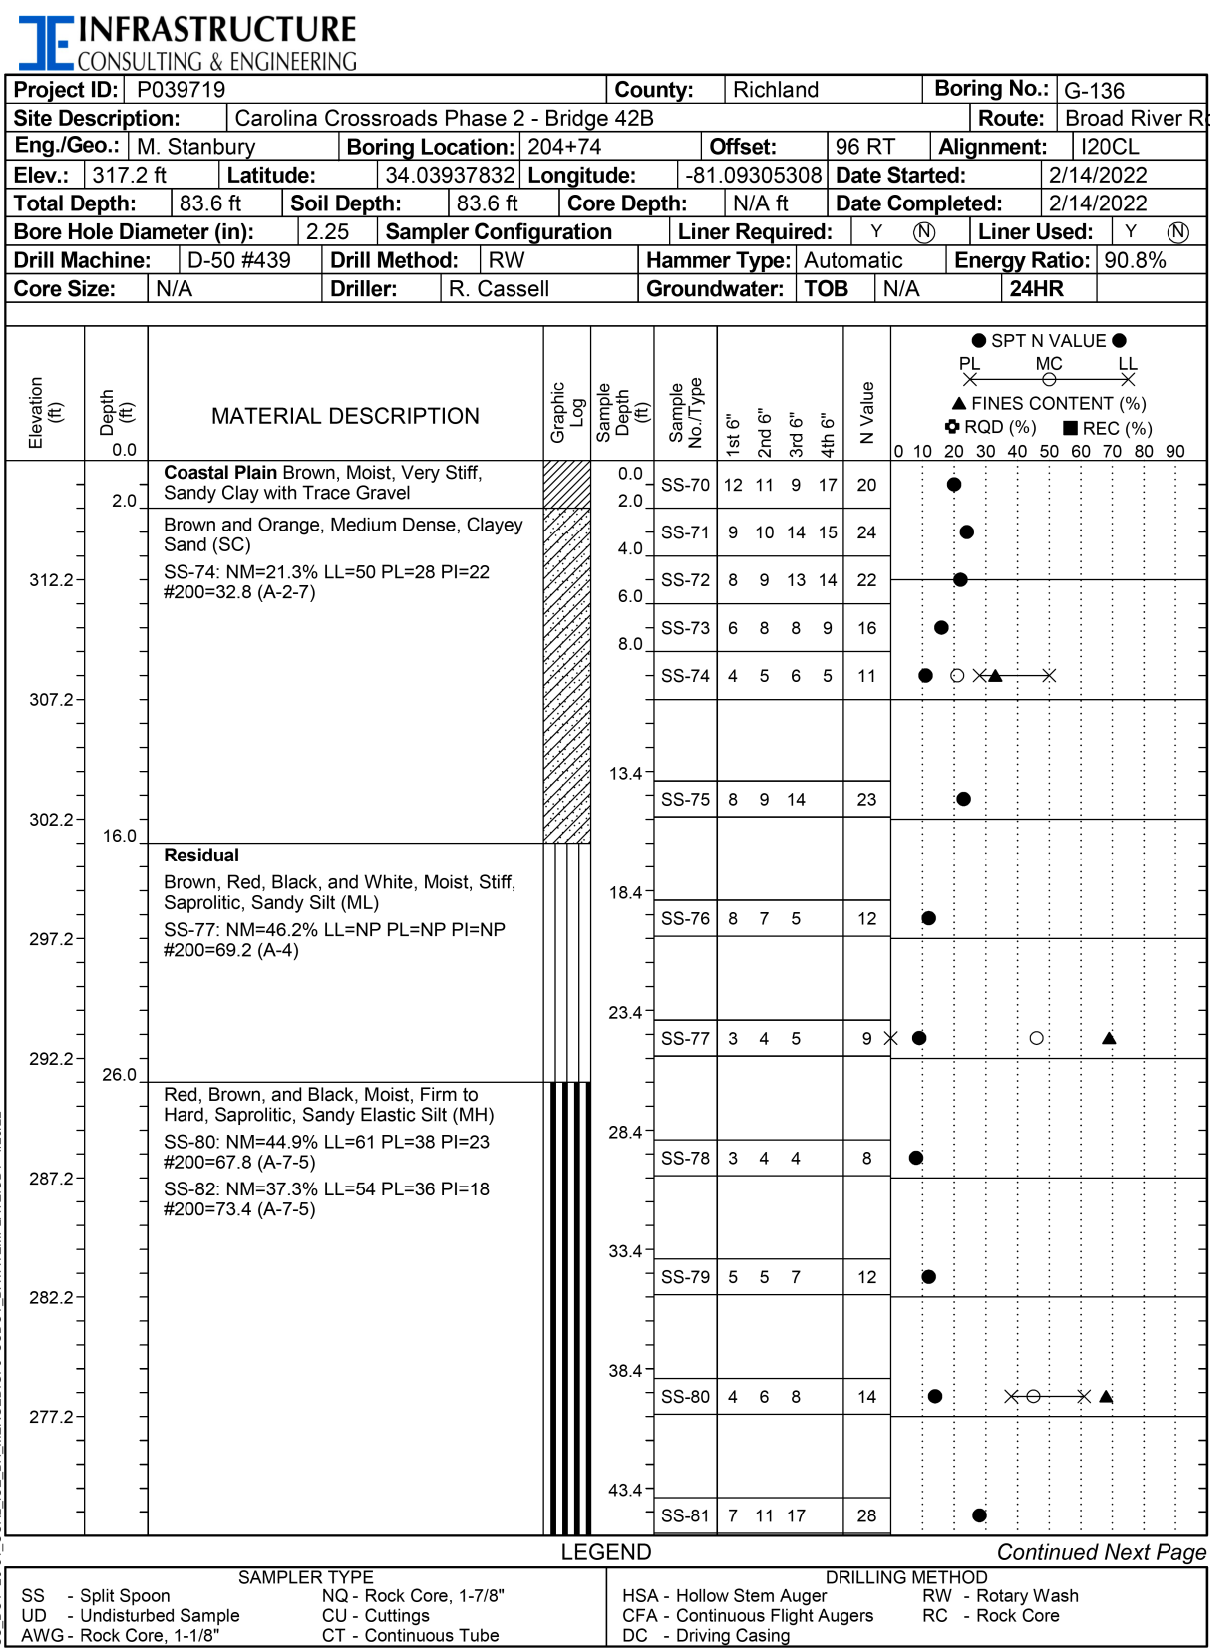 INFRASTRUCTURE
CONSULTING & ENGINEERING
Project ID: P039719 County: Richland Boring No.: G-136
Site Description: Carolina Crossroads Phase 2 - Bridge 42B Route: Broad River
Eng./Geo.: M. Stanbury Boring Location: 204+74 Offset: 96 RT Alignment: I20CL
Elev.: 317.2 ft Latitude: 34.03937832 Longitude: -81.09305308 Date Started: 2/14/2022
Total Depth: 83.6 ft Soil Depth: 83.6 ft Core Depth: N/A ft Date Completed: 2/14/2022
Bore Hole Diameter (in): 2.25 Sampler Configuration Liner Required: Y N Liner Used: Y N
Drill Machine: D-50 #439 Drill Method: RW Hammer Type: Automatic Energy Ratio: 90.8%
Core Size: N/A Driller: R. Cassell Groundwater: TOB N/A 24HR
Elevation (ft)
Depth (ft)
0.0
MATERIAL DESCRIPTION
Graphic Log
Sample Depth (ft)
Sample No./Type
1st 6"
2nd 6"
3rd 6"
4th 6"
N Value
SPT N VALUE
PL MC LL
FINES CONTENT (%)
RQD (%) REC (%)
0 10 20 30 40 50 60 70 80 90
Coastal Plain Brown, Moist, Very Stiff,
Sandy Clay with Trace Gravel
2.0
0.0
SS-70 12 11 9 17 20
2.0
Brown and Orange, Medium Dense, Clayey
Sand (SC)
SS-71 9 10 14 15 24
4.0
SS-74: NM=21.3% LL=50 PL=28 PI=22
#200=32.8 (A-2-7)
312.2
SS-72 8 9 13 14 22
6.0
SS-73 6 8 8 9 16
8.0
SS-74 4 5 6 5 11
307.2
13.4
SS-75 8 9 14 23
302.2
16.0
Residual
Brown, Red, Black, and White, Moist, Stiff,
Saprolitic, Sandy Silt (ML)
18.4
SS-77: NM=46.2% LL=NP PL=NP PI=NP
#200=69.2 (A-4)
SS-76 8 7 5 12
297.2
23.4
SS-77 3 4 5 9
292.2
26.0
Red, Brown, and Black, Moist, Firm to
Hard, Saprolitic, Sandy Elastic Silt (MH)
28.4
SS-80: NM=44.9% LL=61 PL=38 PI=23
#200=67.8 (A-7-5)
SS-78 3 4 4 8
287.2
SS-82: NM=37.3% LL=54 PL=36 PI=18
#200=73.4 (A-7-5)
33.4
SS-79 5 5 7 12
282.2
38.4
SS-80 4 6 8 14
277.2
43.4
SS-81 7 11 17 28
LEGEND
Continued Next Page
SAMPLER TYPE
SS - Split Spoon NQ - Rock Core, 1-7/8"
UD - Undisturbed Sample CU - Cuttings
AWG - Rock Core, 1-1/8" CT - Continuous Tube
DRILLING METHOD
HSA - Hollow Stem Auger RW - Rotary Wash
CFA - Continuous Flight Augers RC - Rock Core
DC - Driving Casing